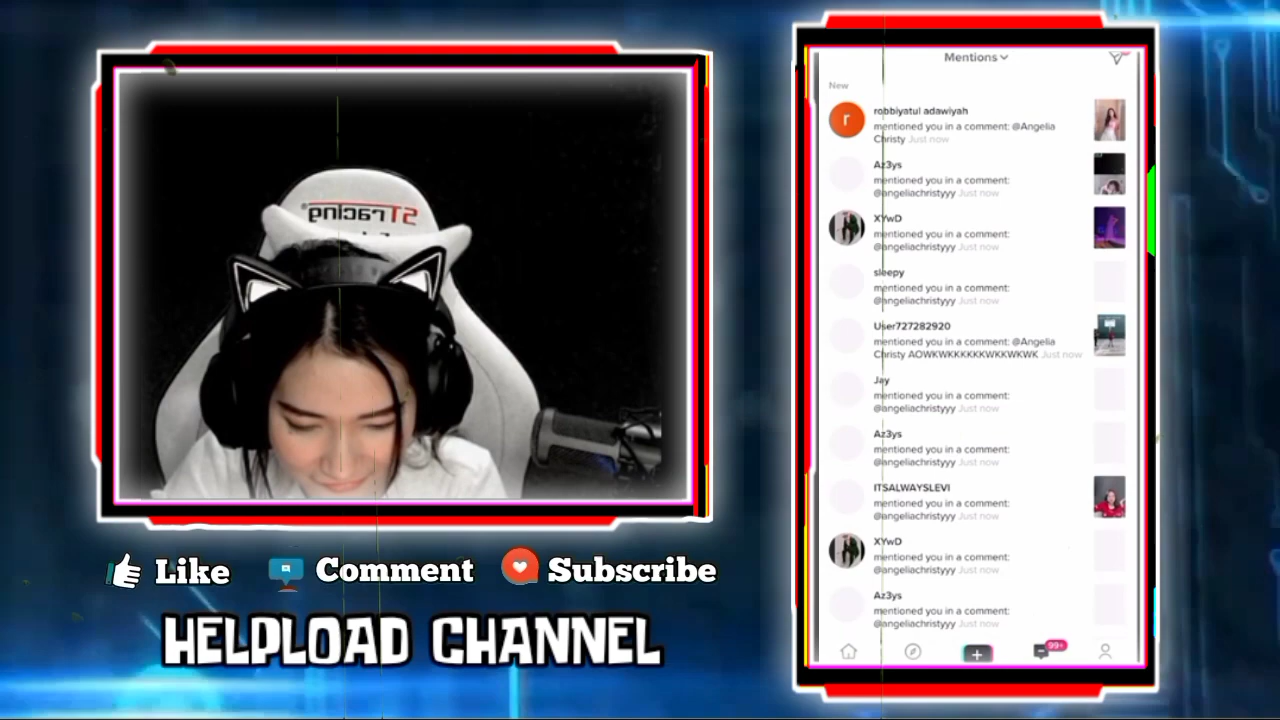 STracing
Like
Comment
Subscribe
HELPLOAD CHANNEL
Mentions
New
robbiyatul adawiyah
mentioned you in a comment: @Angelia
Christy Just now
Az3ys
mentioned you in a comment:
@angeliachristyyy Just now
XYwD
mentioned you in a comment:
@angeliachristyyy Just now
sleepy
mentioned you in a comment:
@angeliachristyyy Just now
User727282920
mentioned you in a comment: @Angelia
Christy AOWKWKKKKKKWKKWKWK Just now
Jay
mentioned you in a comment:
@angeliachristyyy Just now
Az3ys
mentioned you in a comment:
@angeliachristyyy Just now
ITSALWAYSLEVI
mentioned you in a comment:
@angeliachristyyy Just now
XYwD
mentioned you in a comment:
@angeliachristyyy Just now
Az3ys
mentioned you in a comment:
@angeliachristyyy Just now
99+